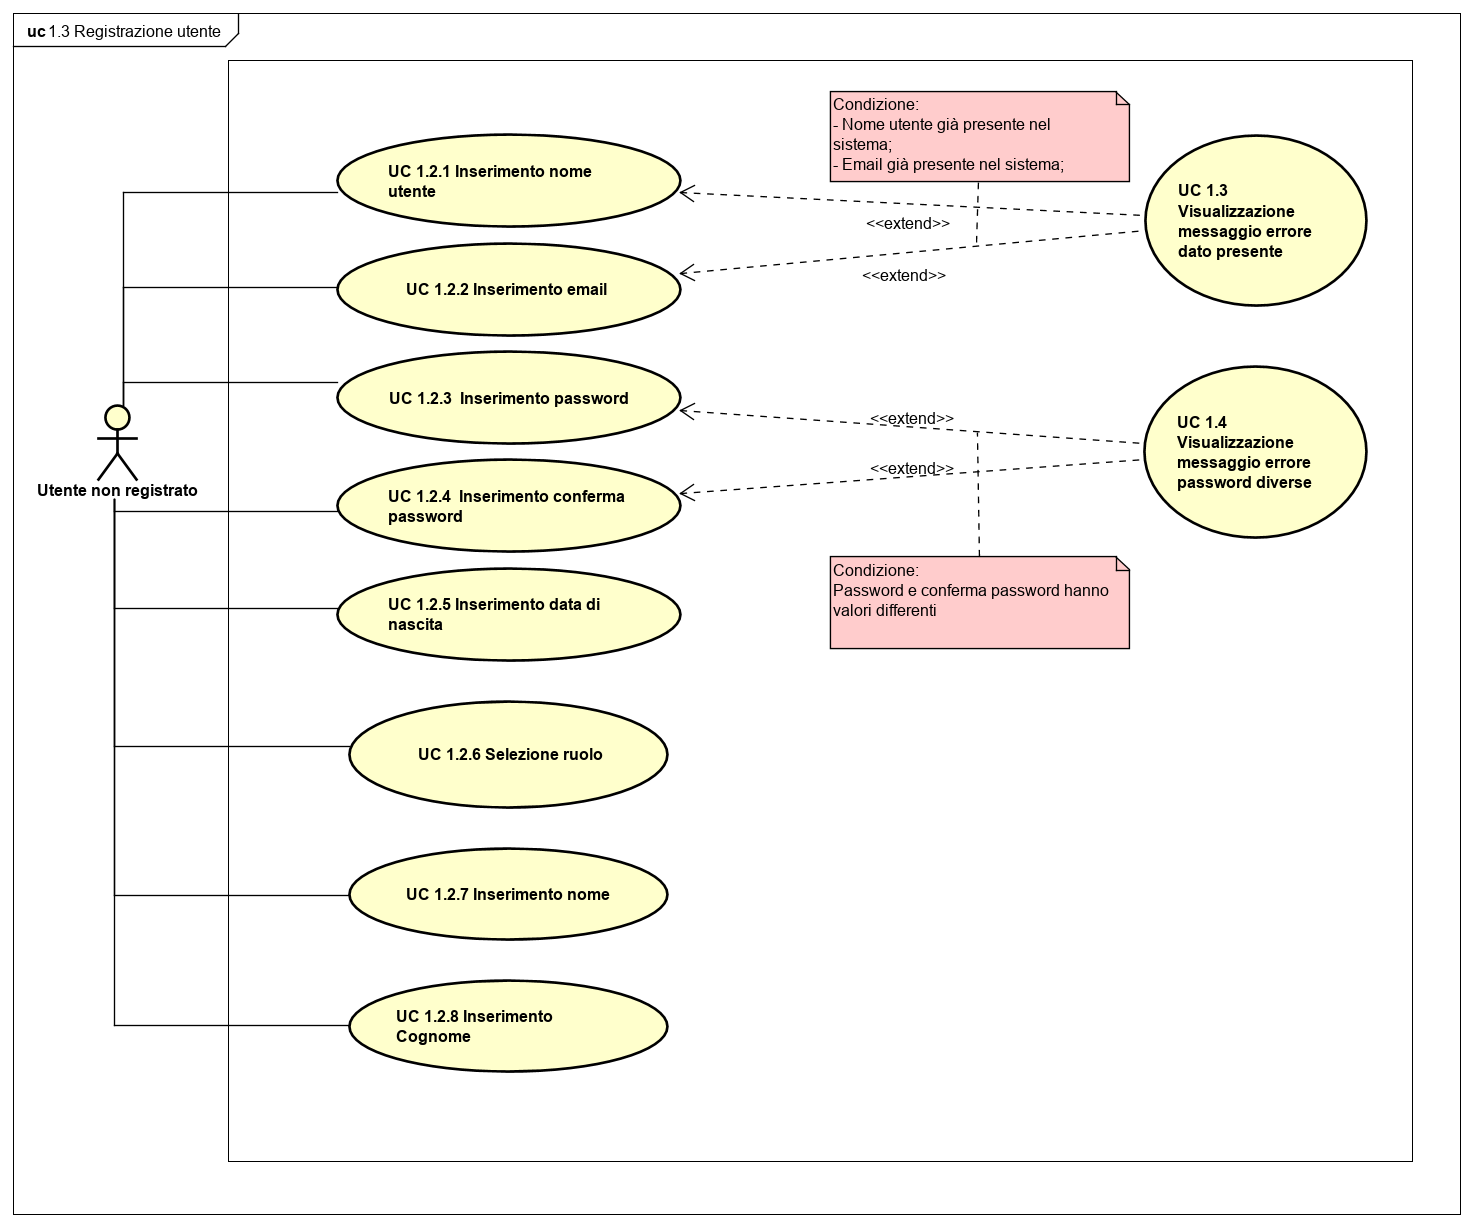 uc 1.3 Registrazione utente
Condizione:
- Nome utente già presente nel
sistema;
- Email già presente nel sistema;
UC 1.2.1 Inserimento nome
utente
UC 1.3
Visualizzazione
messaggio errore
dato presente
<<extend>>
<<extend>>
UC 1.2.2 Inserimento email
UC 1.2.3  Inserimento password
<<extend>>
UC 1.4
Visualizzazione
messaggio errore
password diverse
<<extend>>
Utente non registrato
UC 1.2.4  Inserimento conferma
password
Condizione:
Password e conferma password hanno
valori differenti
UC 1.2.5 Inserimento data di
nascita
UC 1.2.6 Selezione ruolo
UC 1.2.7 Inserimento nome
UC 1.2.8 Inserimento
Cognome